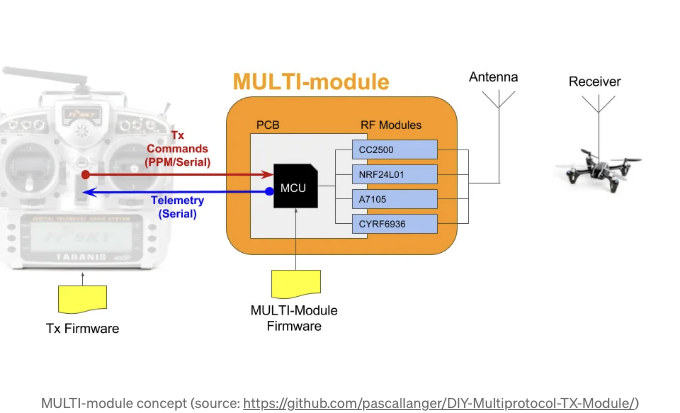 MULTI-module
Antenna
Receiver
PCB
RF Modules
Tx
Commands
(PPM/Serial)
CC2500
NRF24L01
MCU
A7105
CYRF6936
Telemetry
(Serial)
TARANIS
MULTI-Module
Firmware
Tx Firmware
MULTI-module concept (source: https://github.com/pascallanger/DIY-Multiprotocol-TX-Module/)